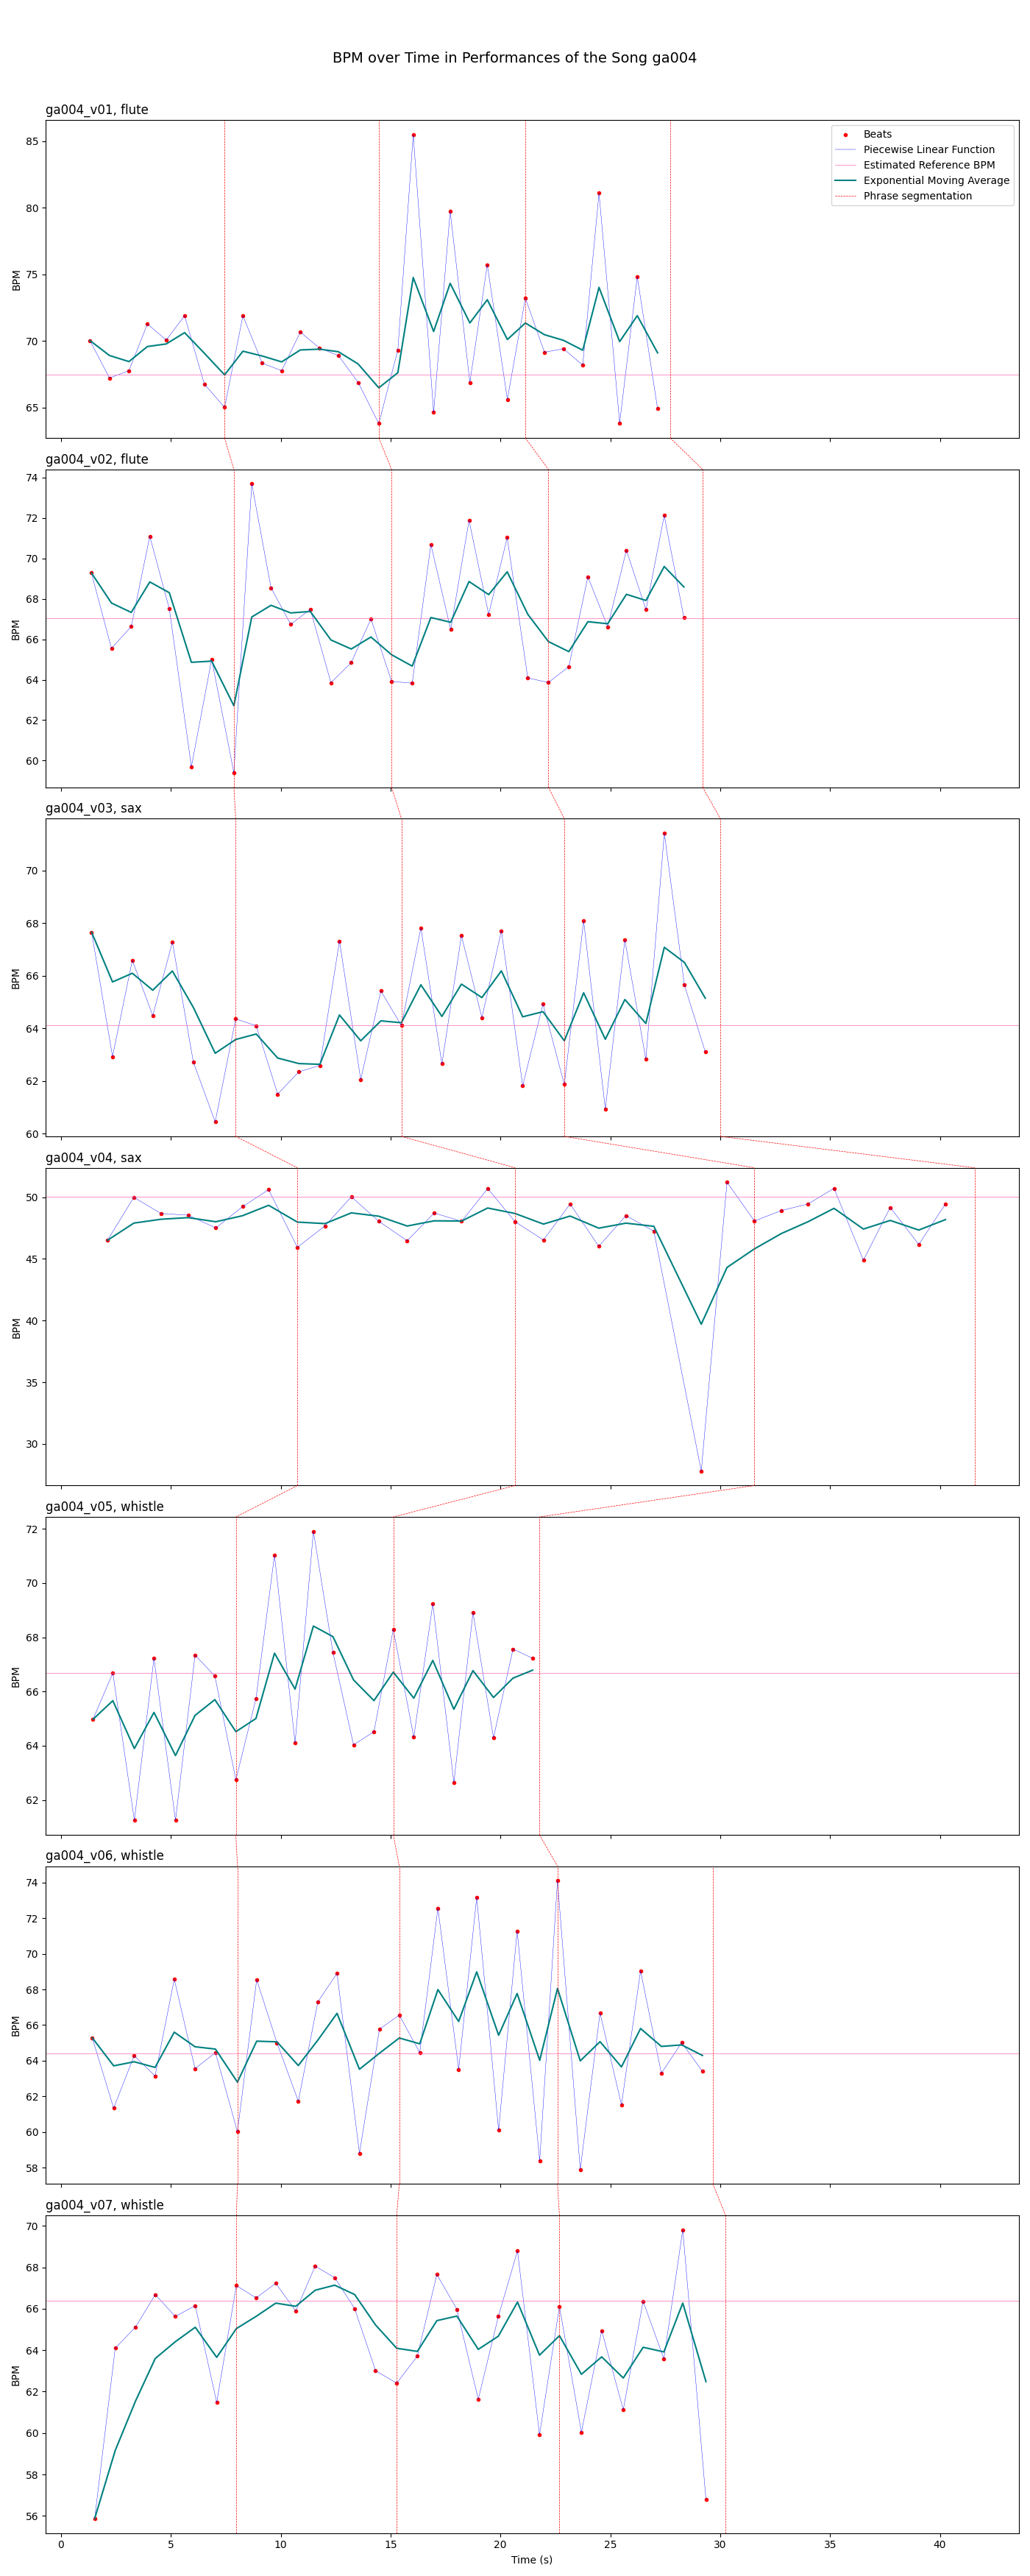 BPM over Time in Performances of the Song ga004
ga004_v01, flute
Beats
Piecewise Linear Function
Estimated Reference BPM
Exponential Moving Average
Phrase segmentation
BPM
85
80
75
70
65
ga004_v02, flute
BPM
74
72
70
68
66
64
62
60
ga004_v03, sax
BPM
70
68
66
64
62
60
ga004_v04, sax
BPM
50
45
40
35
30
ga004_v05, whistle
BPM
72
70
68
66
64
62
ga004_v06, whistle
BPM
74
72
70
68
66
64
62
60
58
ga004_v07, whistle
BPM
70
68
66
64
62
60
58
56
0 5 10 15 20 25 30 35 40
Time (s)